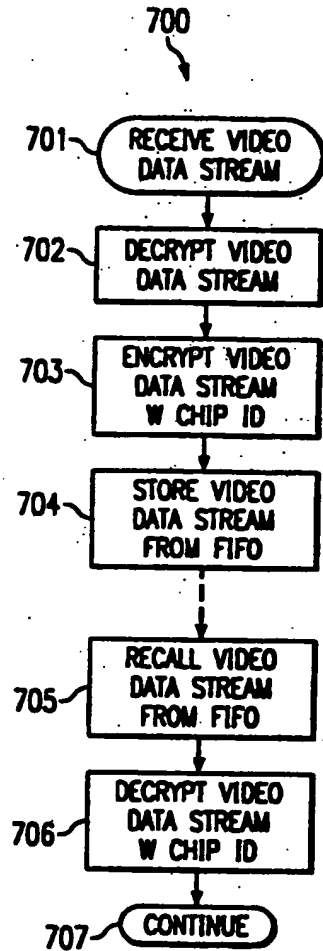 700
701
RECEIVE VIDEO
DATA STREAM
702
DECRYPT VIDEO
DATA STREAM
703
ENCRYPT VIDEO
DATA STREAM
W CHIP ID
704
STORE VIDEO
DATA STREAM
FROM FIFO
705
RECALL VIDEO
DATA STREAM
FROM FIFO
706
DECRYPT VIDEO
DATA STREAM
W CHIP ID
707
CONTINUE